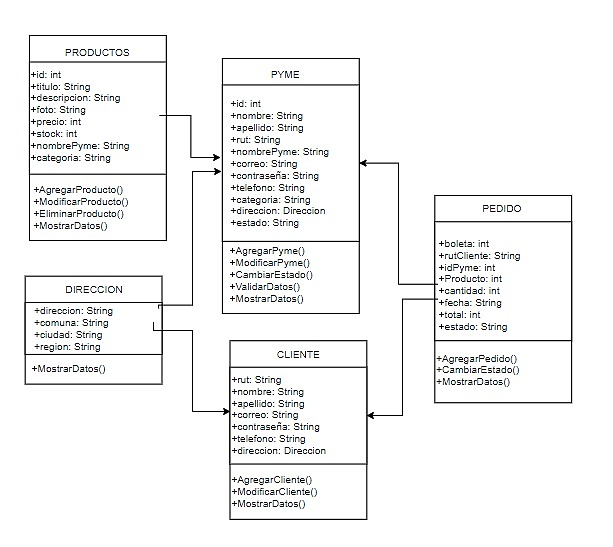 PRODUCTOS
+id: int
+titulo: String
+descripcion: String
+foto: String
+precio: int
+stock: int
+nombrePyme: String
+categoria: String
+AgregarProducto()
+ModificarProducto()
+EliminarProducto()
+MostrarDatos()
PYME
+id: int
+nombre: String
+apellido: String
+rut: String
+nombrePyme: String
+correo: String
+contraseña: String
+telefono: String
+categoria: String
+direccion: Direccion
+estado: String
+AgregarPyme()
+ModificarPyme()
+CambiarEstado()
+ValidarDatos()
+MostrarDatos()
PEDIDO
+boleta: int
+rutCliente: String
+idPyme: int
+Producto: int
+cantidad: int
+fecha: String
+total: int
+estado: String
+AgregarPedido()
+CambiarEstado()
+MostrarDatos()
DIRECCION
+direccion: String
+comuna: String
+ciudad: String
+region: String
+MostrarDatos()
CLIENTE
+rut: String
+nombre: String
+apellido: String
+correo: String
+contraseña: String
+telefono: String
+direccion: Direccion
+AgregarCliente()
+ModificarCliente()
+MostrarDatos()